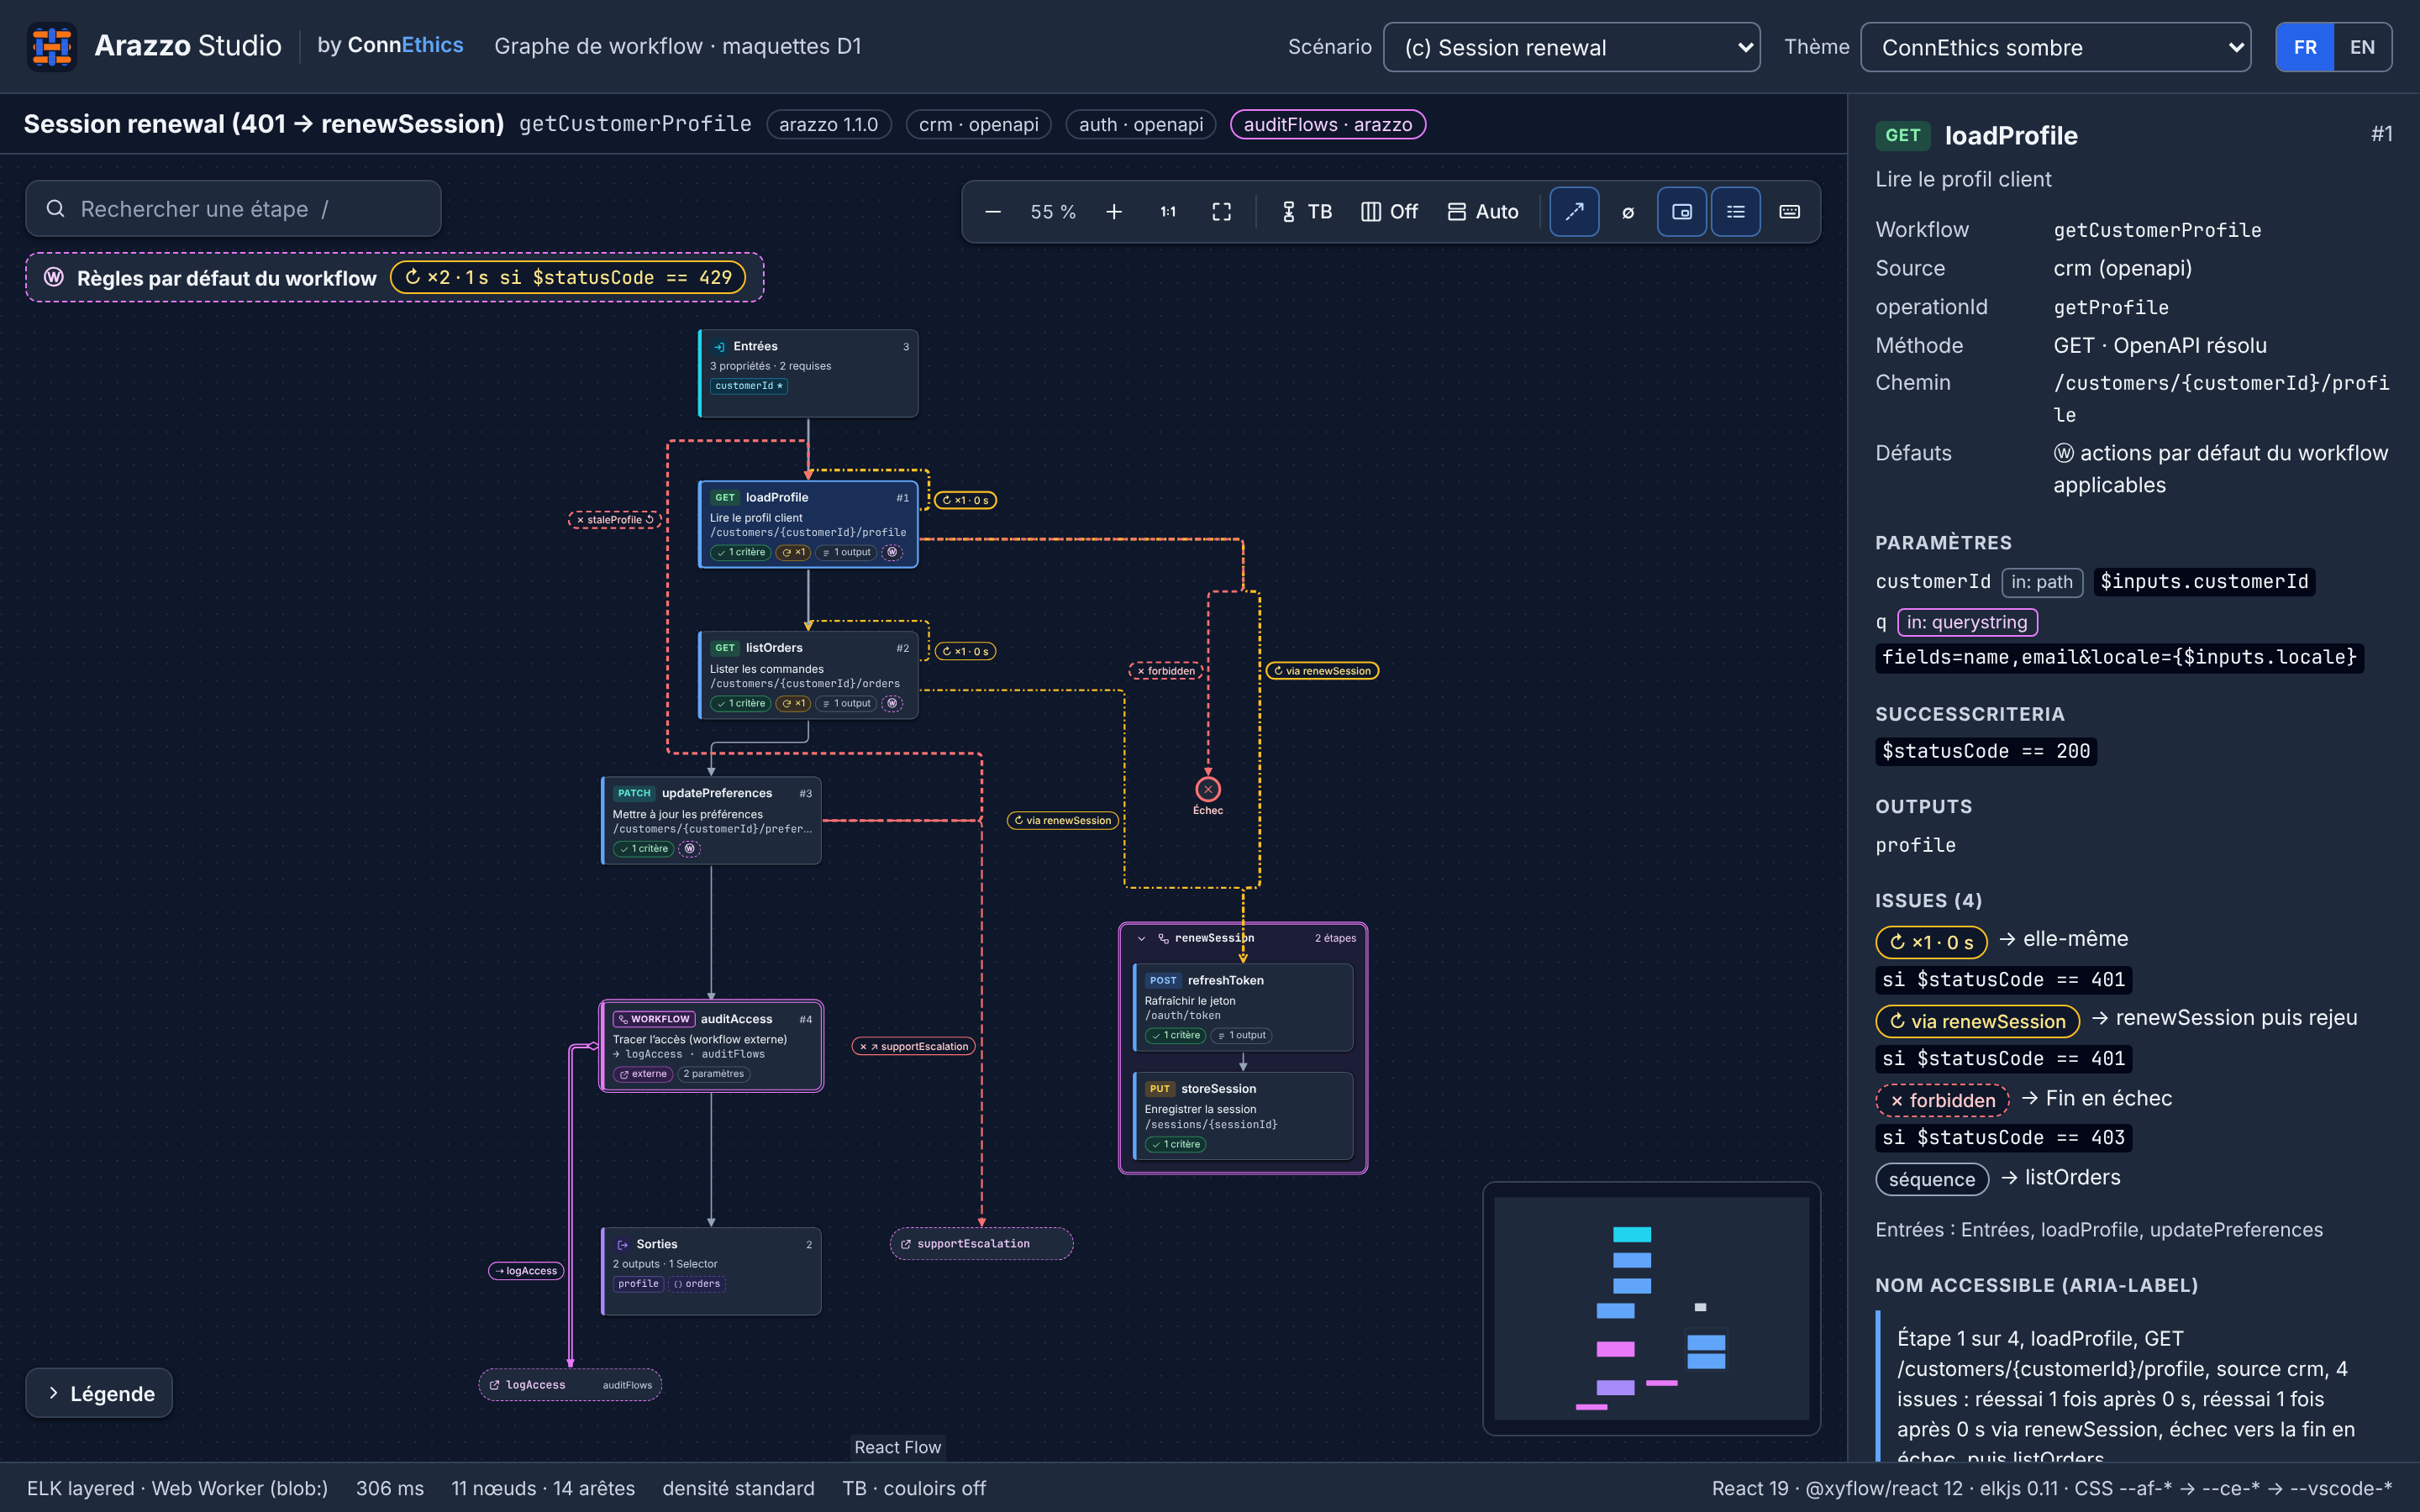 Arazzo Studio
by ConnEthics
Graphe de workflow · maquettes D1
Scénario
(c) Session renewal
Thème
ConnEthics sombre
FR
EN
Session renewal (401 → renewSession)
getCustomerProfile
arazzo 1.1.0
crm · openapi
auth · openapi
auditFlows · arazzo
Rechercher une étape /
55 %
1:1
TB
Off
Auto
Ⓦ Règles par défaut du workflow
↻ ×2 · 1 s si $statusCode == 429
Entrées
3
3 propriétés · 2 requises
customerId *
GET loadProfile #1
Lire le profil client
/customers/{customerId}/profile
✓ 1 critère
×1
1 output
Ⓦ
↻ ×1 · 0 s
× staleProfile ↺
GET listOrders #2
Lister les commandes
/customers/{customerId}/orders
✓ 1 critère
×1
1 output
Ⓦ
↻ ×1 · 0 s
× forbidden
↻ via renewSession
Échec
PATCH updatePreferences #3
Mettre à jour les préférences
/customers/{customerId}/prefer…
✓ 1 critère
Ⓦ
↻ via renewSession
renewSession
2 étapes
POST refreshToken
Rafraîchir le jeton
/oauth/token
✓ 1 critère
1 output
PUT storeSession
Enregistrer la session
/sessions/{sessionId}
✓ 1 critère
WORKFLOW auditAccess #4
Tracer l’accès (workflow externe)
→ logAccess · auditFlows
externe
2 paramètres
× ↗ supportEscalation
Sorties
2
2 outputs · 1 Selector
profile
orders
supportEscalation
⇢ logAccess
logAccess
auditFlows
Légende
React Flow
GET loadProfile
#1
Lire le profil client
Workflow
getCustomerProfile
Source
crm (openapi)
operationId
getProfile
Méthode
GET · OpenAPI résolu
Chemin
/customers/{customerId}/profi
le
Défauts
Ⓦ actions par défaut du workflow
applicables
PARAMÈTRES
customerId in: path $inputs.customerId
q in: querystring
fields=name,email&locale={$inputs.locale}
SUCCESSCRITERIA
$statusCode == 200
OUTPUTS
profile
ISSUES (4)
↻ ×1 · 0 s → elle-même
si $statusCode == 401
↻ via renewSession → renewSession puis rejeu
si $statusCode == 401
× forbidden → Fin en échec
si $statusCode == 403
séquence → listOrders
Entrées : Entrées, loadProfile, updatePreferences
NOM ACCESSIBLE (ARIA-LABEL)
Étape 1 sur 4, loadProfile, GET
/customers/{customerId}/profile, source crm, 4
issues : réessai 1 fois après 0 s, réessai 1 fois
après 0 s via renewSession, échec vers la fin en
échec, puis listOrders
ELK layered · Web Worker (blob:)
306 ms
11 nœuds · 14 arêtes
densité standard
TB · couloirs off
React 19 · @xyflow/react 12 · elkjs 0.11 · CSS --af-* → --ce-* → --vscode-*